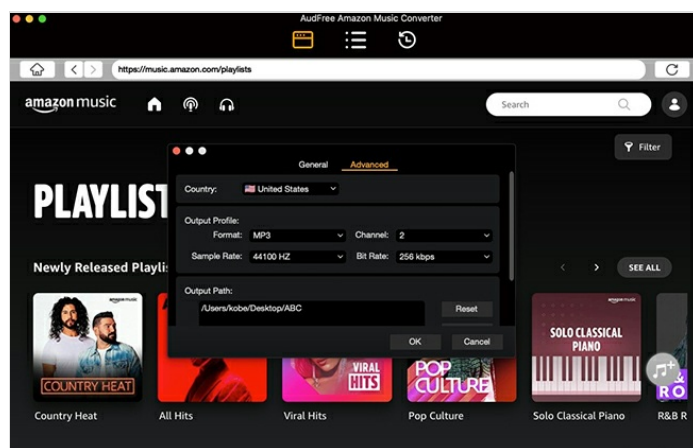 AudFree Amazon Music Converter
https://music.amazon.com/playlists
amazon music
Search
Filter
PLAYLIST
General Advanced
Country: United States
Output Profile:
Format: MP3 Channel: 2
Sample Rate: 44100 HZ Bit Rate: 256 kbps
Output Path:
/Users/kobe/Desktop/ABC Reset
OK Cancel
Newly Released Playli
SEE ALL
amazon music
COUNTRY HEAT
VIRAL
HITS
POP
CULTURE
amazon music
SOLO CLASSICAL
PIANO
R&
RO
Country Heat All Hits Viral Hits Pop Culture Solo Classical Piano R&B R